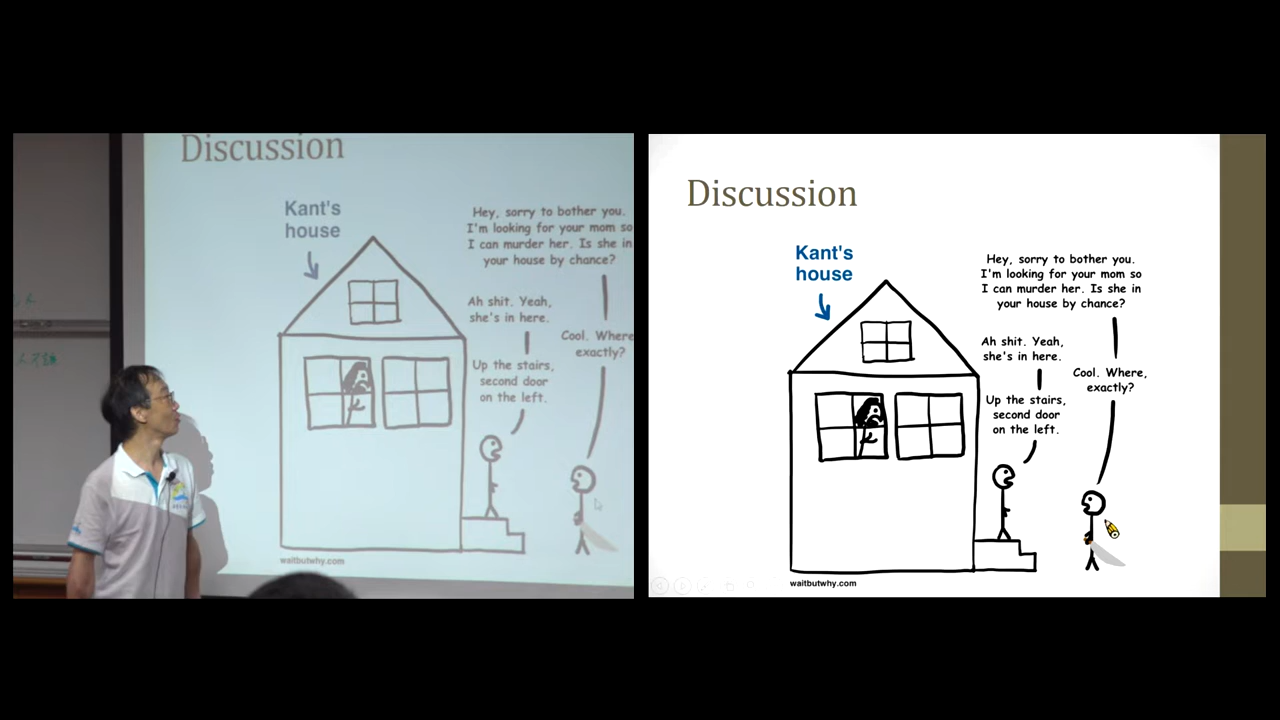 Discussion
Kant's
house
Hey, sorry to bother you.
I'm looking for your mom so
I can murder her. Is she in
your house by chance?
Ah shit. Yeah,
she's in here.
Cool. Where
exactly?
Up the stairs,
second door
on the left.
waitbutwhy.com
Discussion
Kant's
house
Hey, sorry to bother you.
I'm looking for your mom so
I can murder her. Is she in
your house by chance?
Ah shit. Yeah,
she's in here.
Cool. Where,
exactly?
Up the stairs,
second door
on the left.
waitbutwhy.com